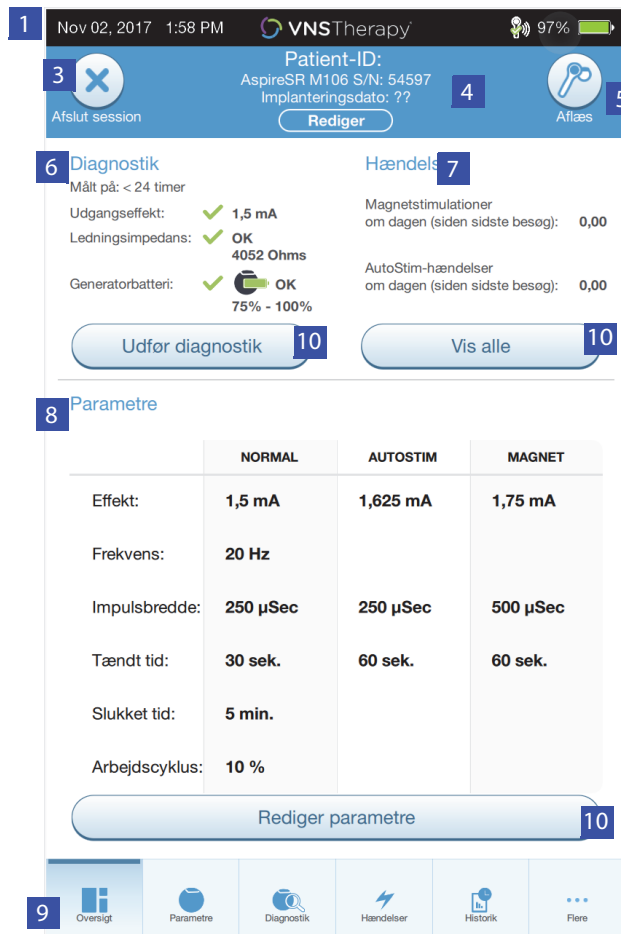 1
Nov 02, 2017 1:58 PM VNSTherapy 97%
3
Afslut session
Patient-ID:
AspireSR M106 S/N: 54597
Implanteringsdato: ??
Rediger
4
Aflæs
5
6 Diagnostik
Målt på: < 24 timer
Udgangseffekt: 1,5 mA
Ledningsimpedans: OK
4052 Ohms
Generatorbatteri: OK
75% - 100%
Udfør diagnostik 10
Hændels 7
Magnetstimulationer
om dagen (siden sidste besøg): 0,00
AutoStim-hændelser
om dagen (siden sidste besøg): 0,00
Vis alle 10
8 Parametre
NORMAL AUTOSTIM MAGNET
Effekt: 1,5 mA 1,625 mA 1,75 mA
Frekvens: 20 Hz
Impulsbredde: 250 µSec 250 µSec 500 µSec
Tændt tid: 30 sek. 60 sek. 60 sek.
Slukket tid: 5 min.
Arbejdscyklus: 10 %
Rediger parametre 10
9 Oversigt Parametre Diagnostik Hændelser Historik Flere